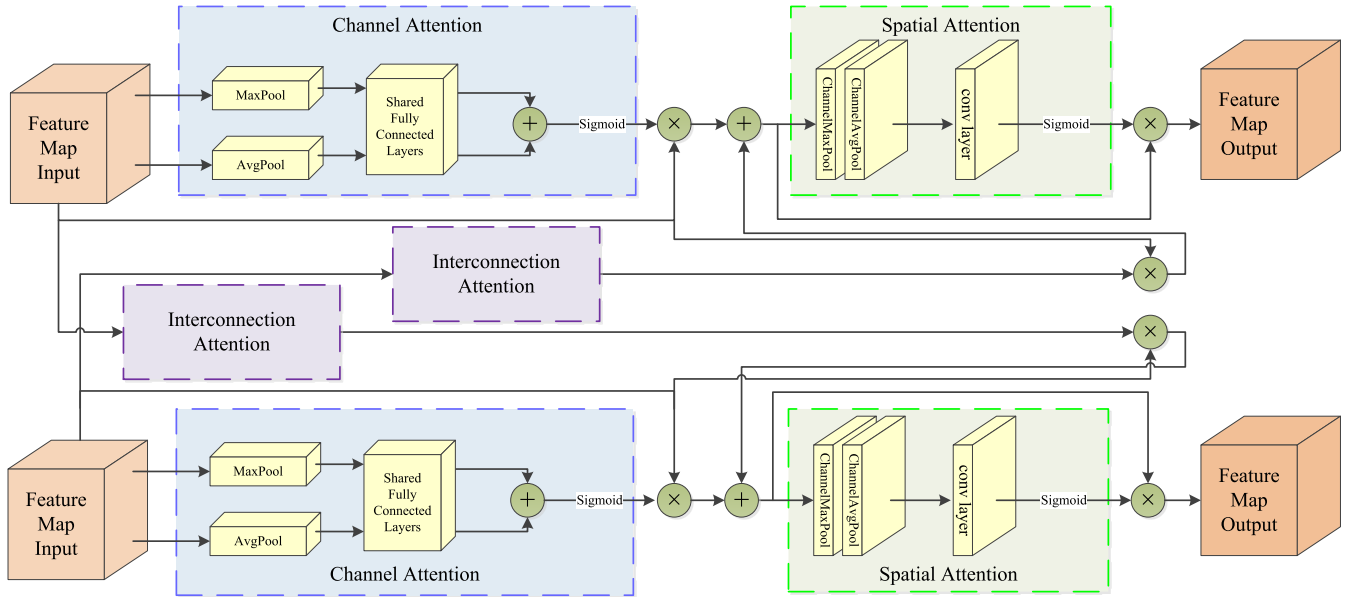 Channel Attention
Spatial Attention
Feature
Map
Input
MaxPool
AvgPool
Shared
Fully
Connected
Layers
+
Sigmoid
×
+
ChannelMaxPool
ChannelAvgPool
conv layer
Sigmoid
×
Feature
Map
Output
Interconnection
Attention
×
Interconnection
Attention
×
Feature
Map
Input
MaxPool
AvgPool
Shared
Fully
Connected
Layers
+
Sigmoid
×
+
ChannelMaxPool
ChannelAvgPool
conv layer
Sigmoid
×
Feature
Map
Output
Channel Attention
Spatial Attention